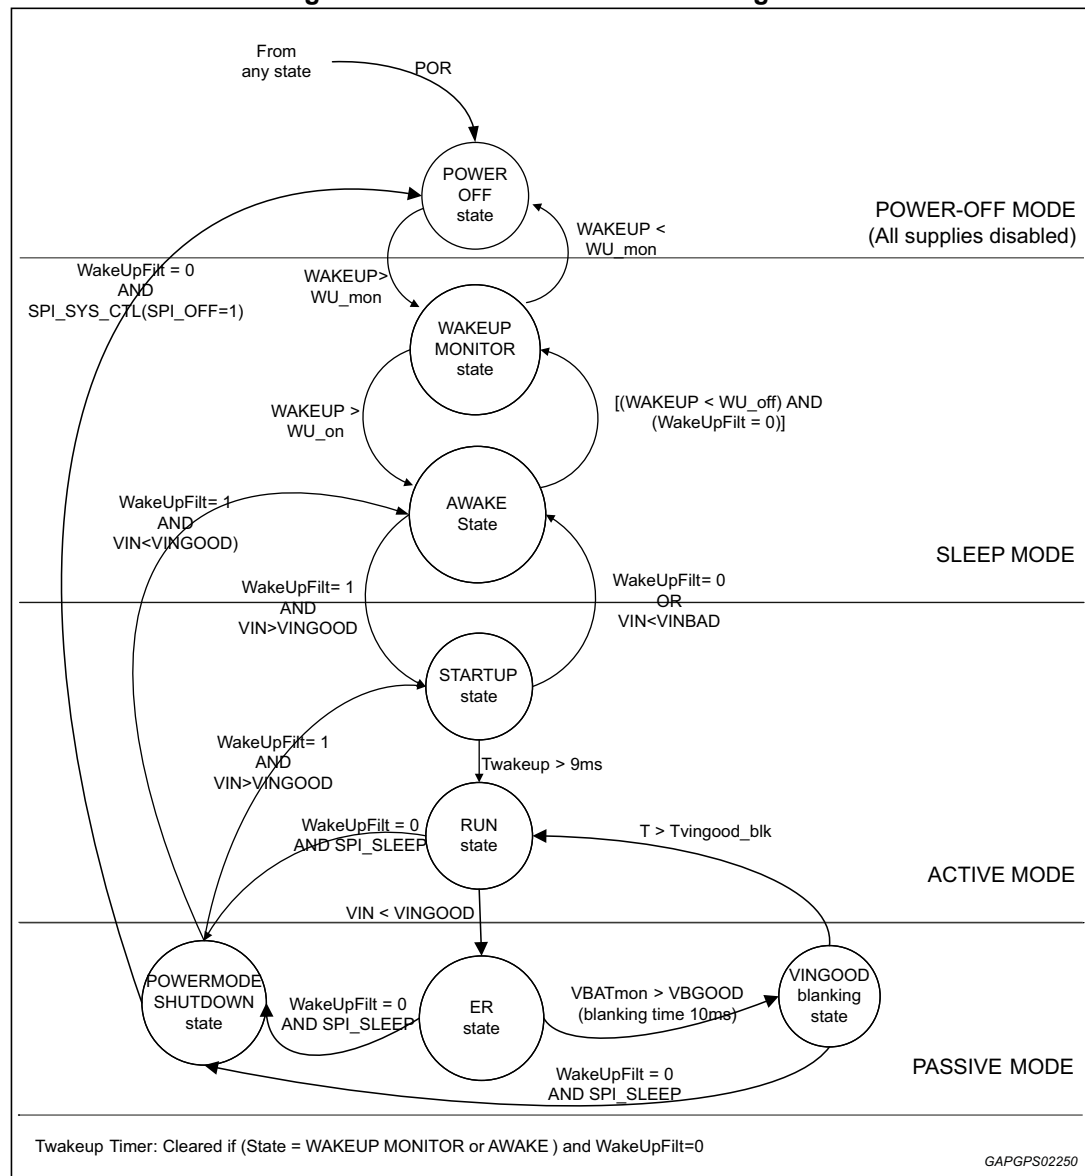 From
any state
POR
POWER
OFF
state
POWER-OFF MODE
(All supplies disabled)
WAKEUP <
WU_mon
WakeUpFilt = 0
AND
SPI_SYS_CTL(SPI_OFF=1)
WAKEUP>
WU_mon
WAKEUP
MONITOR
state
WAKEUP >
WU_on
[(WAKEUP < WU_off) AND
(WakeUpFilt = 0)]
AWAKE
State
WakeUpFilt= 1
AND
VIN<VINGOOD)
SLEEP MODE
WakeUpFilt= 1
AND
VIN>VINGOOD
WakeUpFilt= 0
OR
VIN<VINBAD
STARTUP
state
WakeUpFilt= 1
AND
VIN>VINGOOD
Twakeup > 9ms
RUN
state
WakeUpFilt = 0
AND SPI_SLEEP
T > Tvingood_blk
ACTIVE MODE
VIN < VINGOOD
POWERMODE
SHUTDOWN
state
WakeUpFilt = 0
AND SPI_SLEEP
ER
state
VBATmon > VBGOOD
(blanking time 10ms)
VINGOOD
blanking
state
WakeUpFilt = 0
AND SPI_SLEEP
PASSIVE MODE
Twakeup Timer: Cleared if (State = WAKEUP MONITOR or AWAKE ) and WakeUpFilt=0
GAPGPS02250